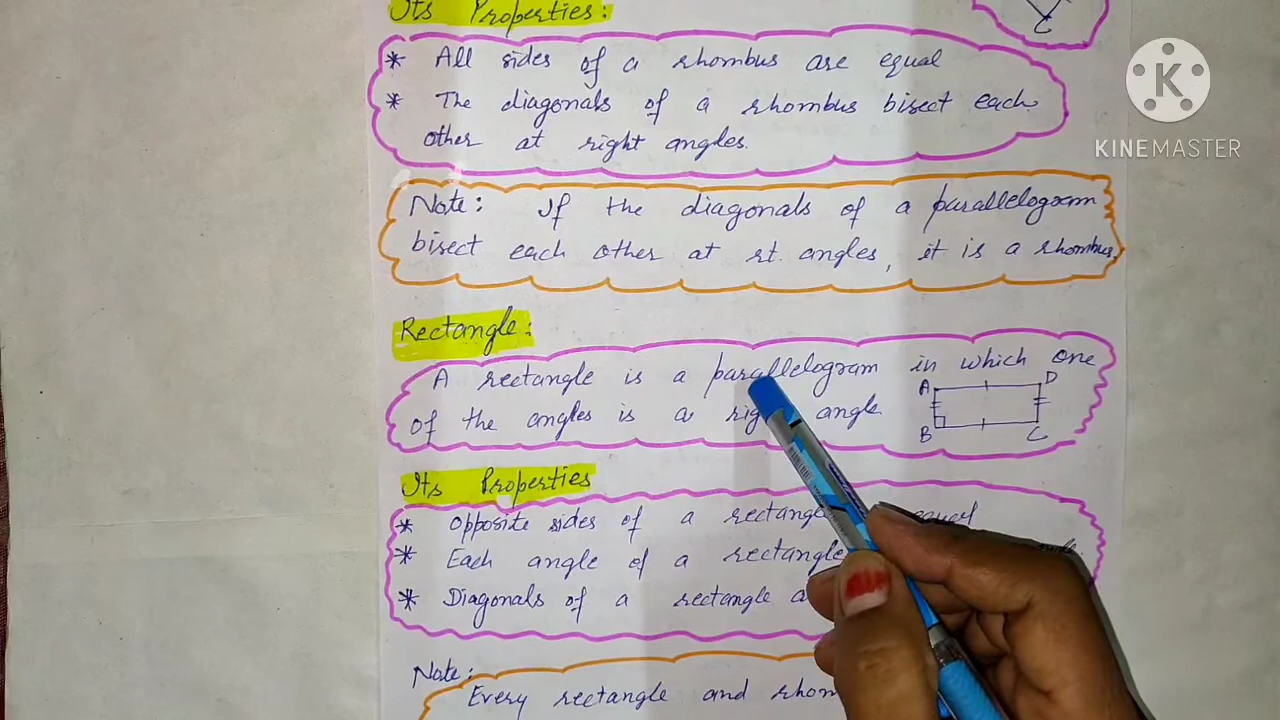 Its Properties:
* All sides of a rhombus are equal
* The diagonals of a rhombus bisect each
other at right angles.
Note: If the diagonals of a parallelogram
bisect each other at rt. angles, it is a rhombus.
Rectangle:
A rectangle is a parallelogram in which one
of the angles is a angle.
A D
B C
Its Properties
* Opposite sides of a equal
* Each angle of a rectangle
* Diagonals of a rectangle
Note:
Every rectangle and
C
K
KINEMASTER